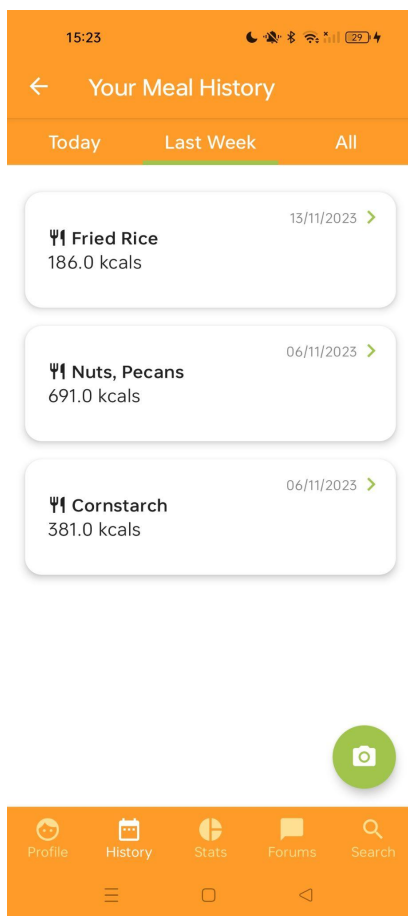 15:23
29
Your Meal History
Today Last Week All
13/11/2023
Fried Rice
186.0 kcals
06/11/2023
Nuts, Pecans
691.0 kcals
06/11/2023
Cornstarch
381.0 kcals
Profile History Stats Forums Search